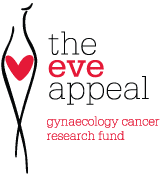 the
eve
appeal
gynaecology cancer
research fund